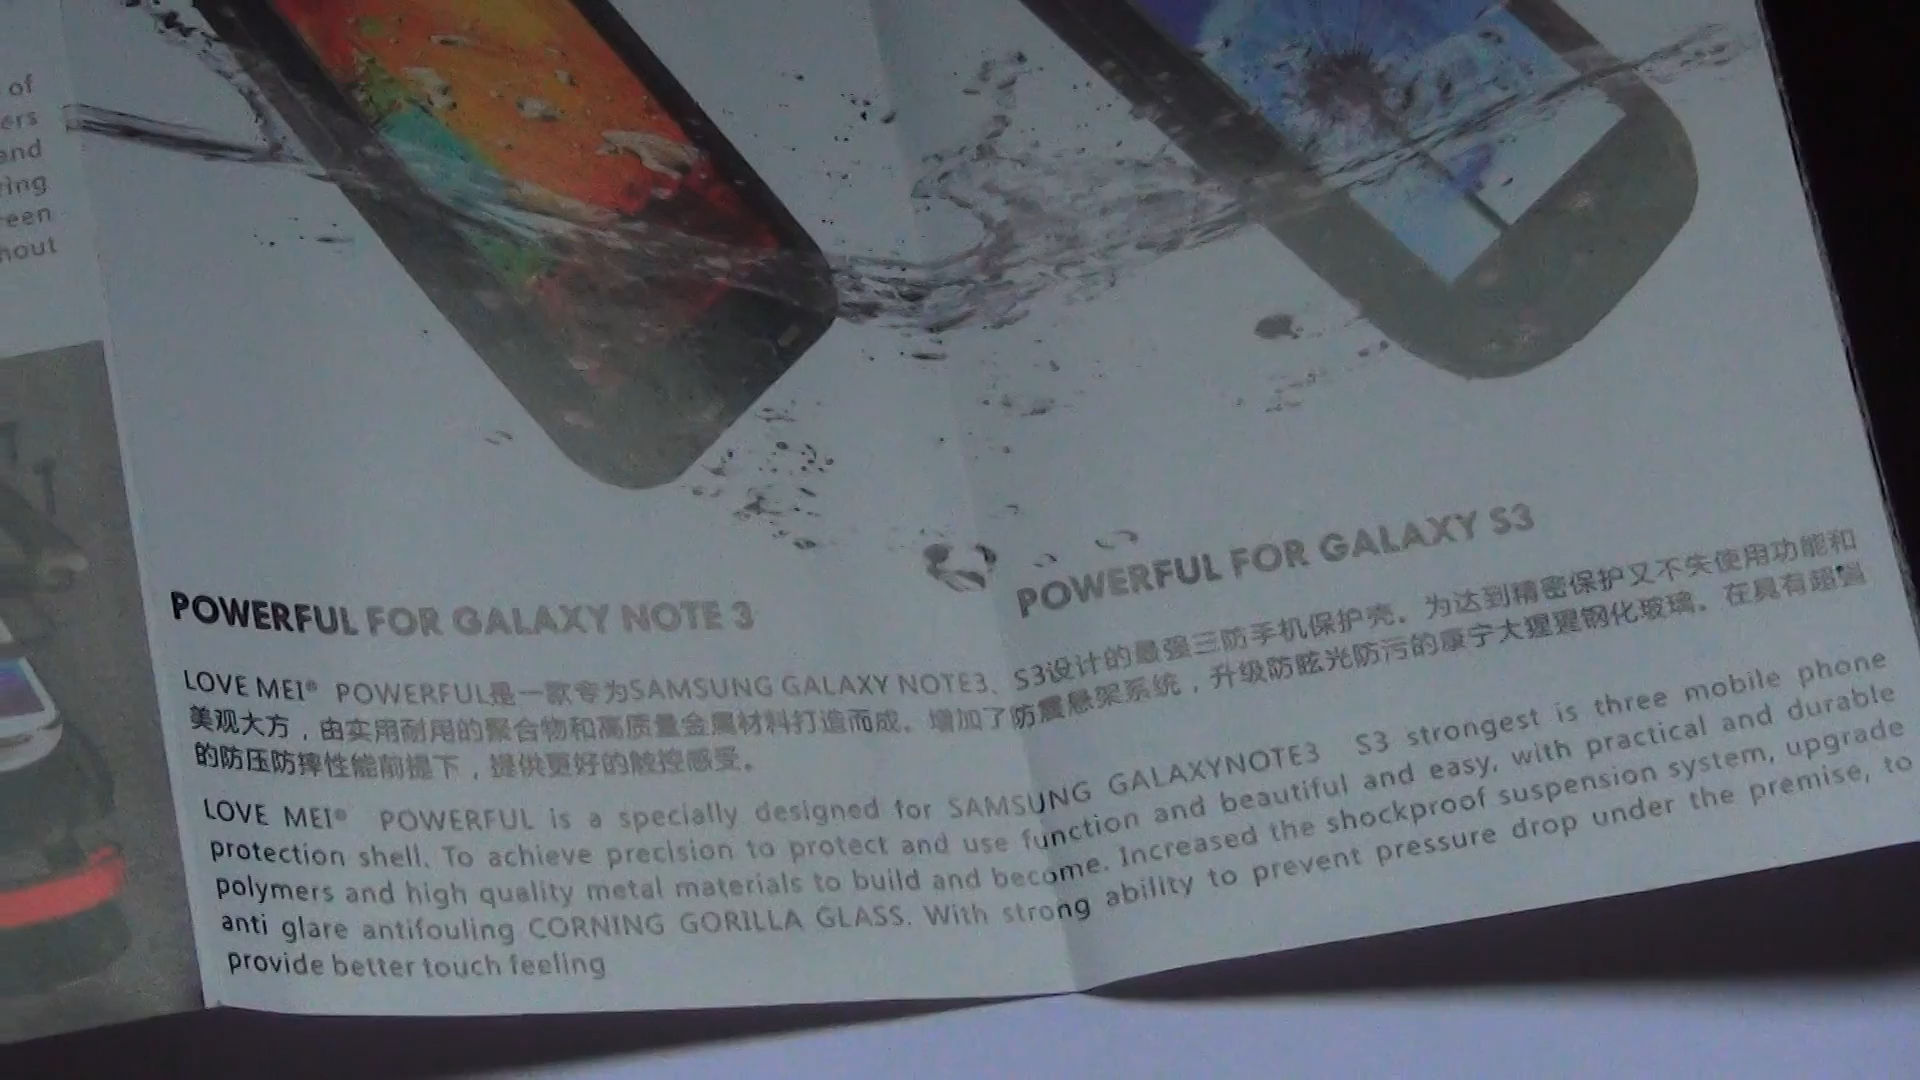 of
ers
and
ring
reen
hout
POWERFUL FOR GALAXY NOTE 3
POWERFUL FOR GALAXY S3
LOVE MEI® POWERFUL是一款专为SAMSUNG GALAXY NOTE3、S3设计的最强三防手机保护壳。为达到精密保护又不失使用功能和
美观大方，由实用耐用的聚合物和高质量金属材料打造而成。增加了防震悬架系统，升级防眩光防污的康宁大猩猩钢化玻璃。在具有超强
的防压防摔性能前提下，提供更好的触控感受。
LOVE MEI® POWERFUL is a specially designed for SAMSUNG GALAXYNOTE3 S3 strongest is three mobile phone
protection shell. To achieve precision to protect and use function and beautiful and easy, with practical and durable
polymers and high quality metal materials to build and become. Increased the shockproof suspension system, upgrade
anti glare antifouling CORNING GORILLA GLASS. With strong ability to prevent pressure drop under the premise, to
provide better touch feeling